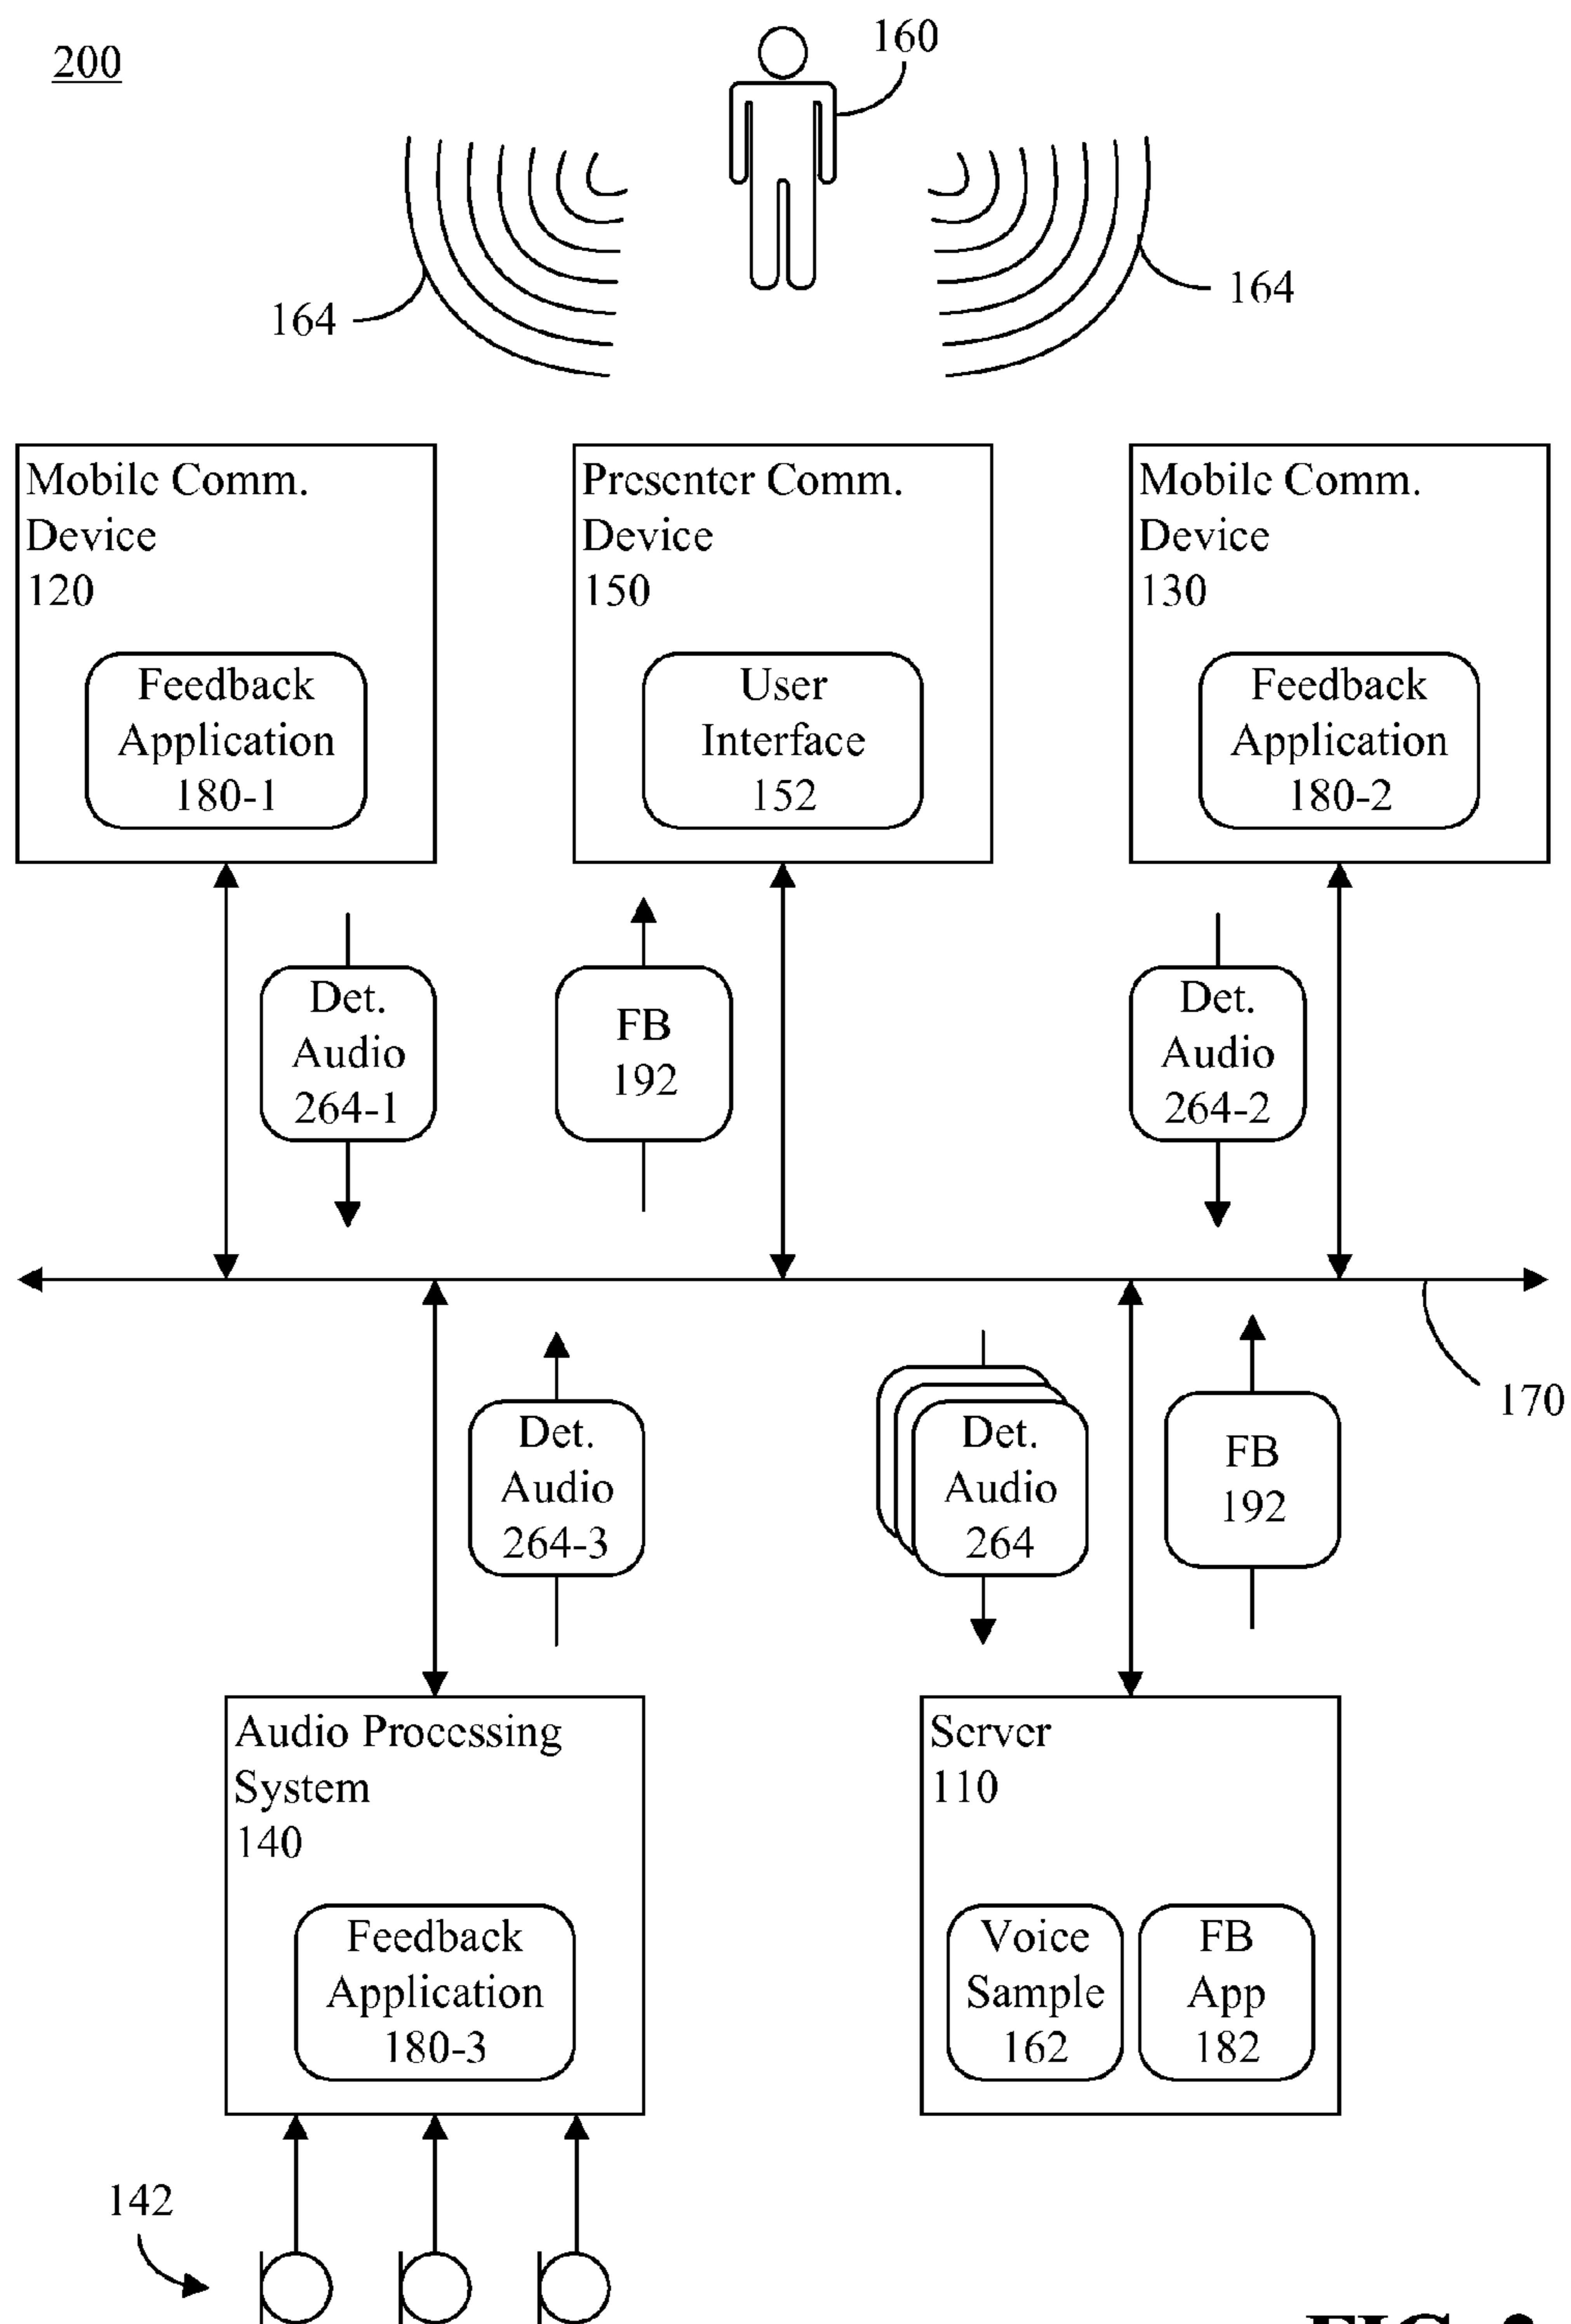 200
160
164
164
Mobile Comm.
Device
120
Feedback
Application
180-1
Presenter Comm.
Device
150
User
Interface
152
Mobile Comm.
Device
130
Feedback
Application
180-2
Det.
Audio
264-1
FB
192
Det.
Audio
264-2
170
Det.
Audio
264-3
Det.
Audio
264
FB
192
Audio Processing
System
140
Feedback
Application
180-3
Server
110
Voice
Sample
162
FB
App
182
142